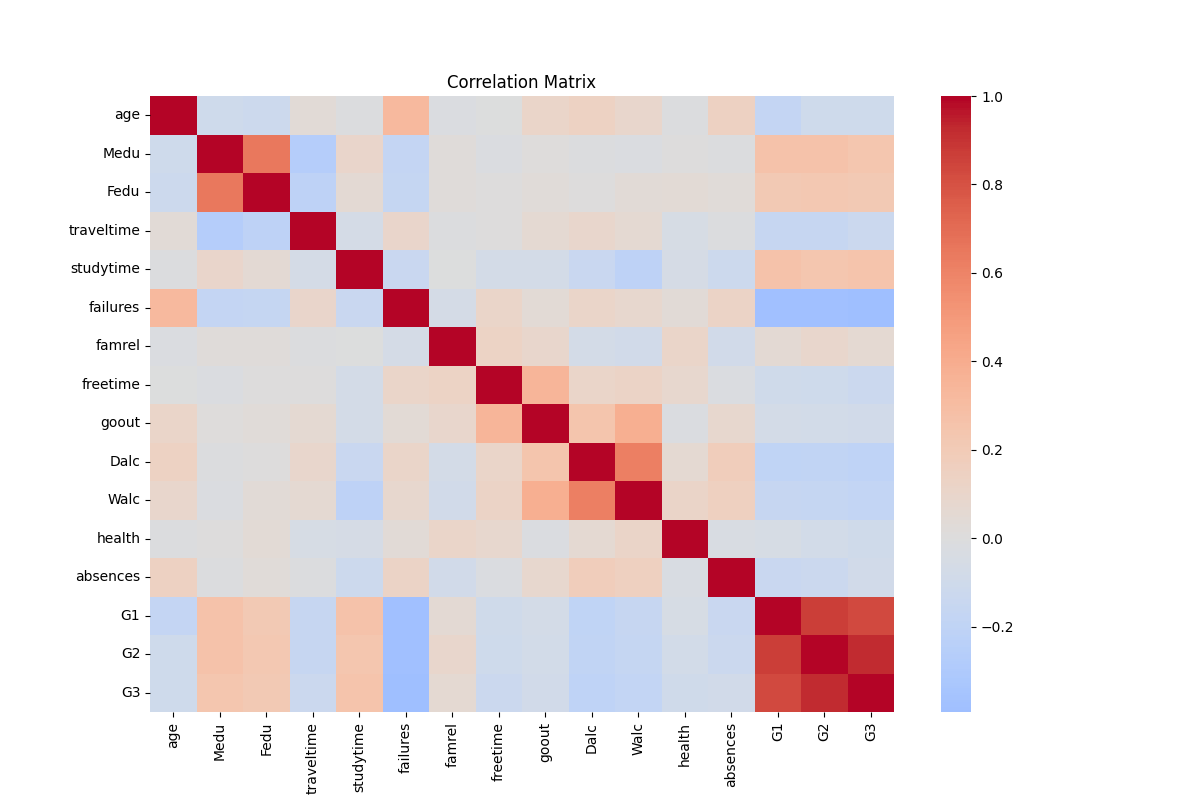 Correlation Matrix
age
Medu
Fedu
traveltime
studytime
failures
famrel
freetime
goout
Dalc
Walc
health
absences
G1
G2
G3
age
Medu
Fedu
traveltime
studytime
failures
famrel
freetime
goout
Dalc
Walc
health
absences
G1
G2
G3
1.0
0.8
0.6
0.4
0.2
0.0
−0.2